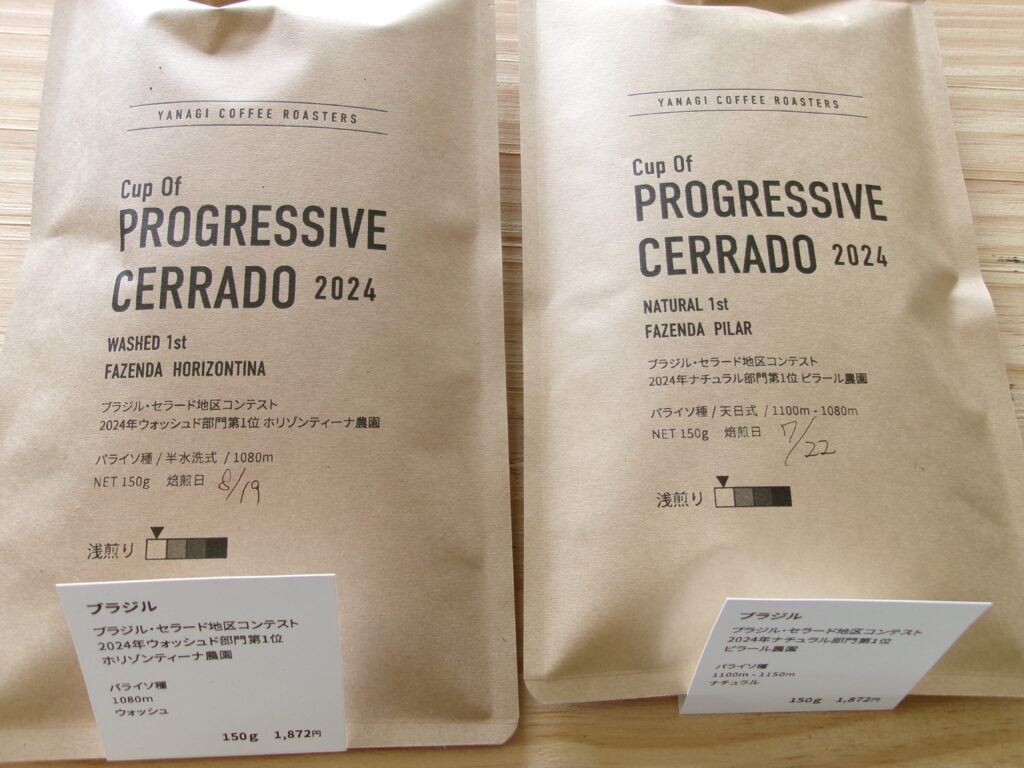 YANAGI COFFEE ROASTERS
Cup Of
PROGRESSIVE
CERRADO 2024
WASHED 1st
FAZENDA HORIZONTINA
ブラジル・セラード地区コンテスト
2024年ウォッシュド部門第1位 ホリゾンティーナ農園
パライソ種 / 半水洗式 / 1080m
NET 150g 焙煎日 8/19
浅煎り
ブラジル
ブラジル・セラード地区コンテスト
2024年ウォッシュド部門第1位
ホリゾンティーナ農園
パライソ種
1080m
ウォッシュ
150g 1,872円
YANAGI COFFEE ROASTERS
Cup Of
PROGRESSIVE
CERRADO 2024
NATURAL 1st
FAZENDA PILAR
ブラジル・セラード地区コンテスト
2024年ナチュラル部門第1位 ピラール農園
パライソ種 / 天日式 / 1100m-1080m
NET 150g 焙煎日 7/22
浅煎り
ブラジル
ブラジル・セラード地区コンテスト
2024年ナチュラル部門第1位
ピラール農園
パライソ種
1100m - 1150m
ナチュラル
150g 1,872円